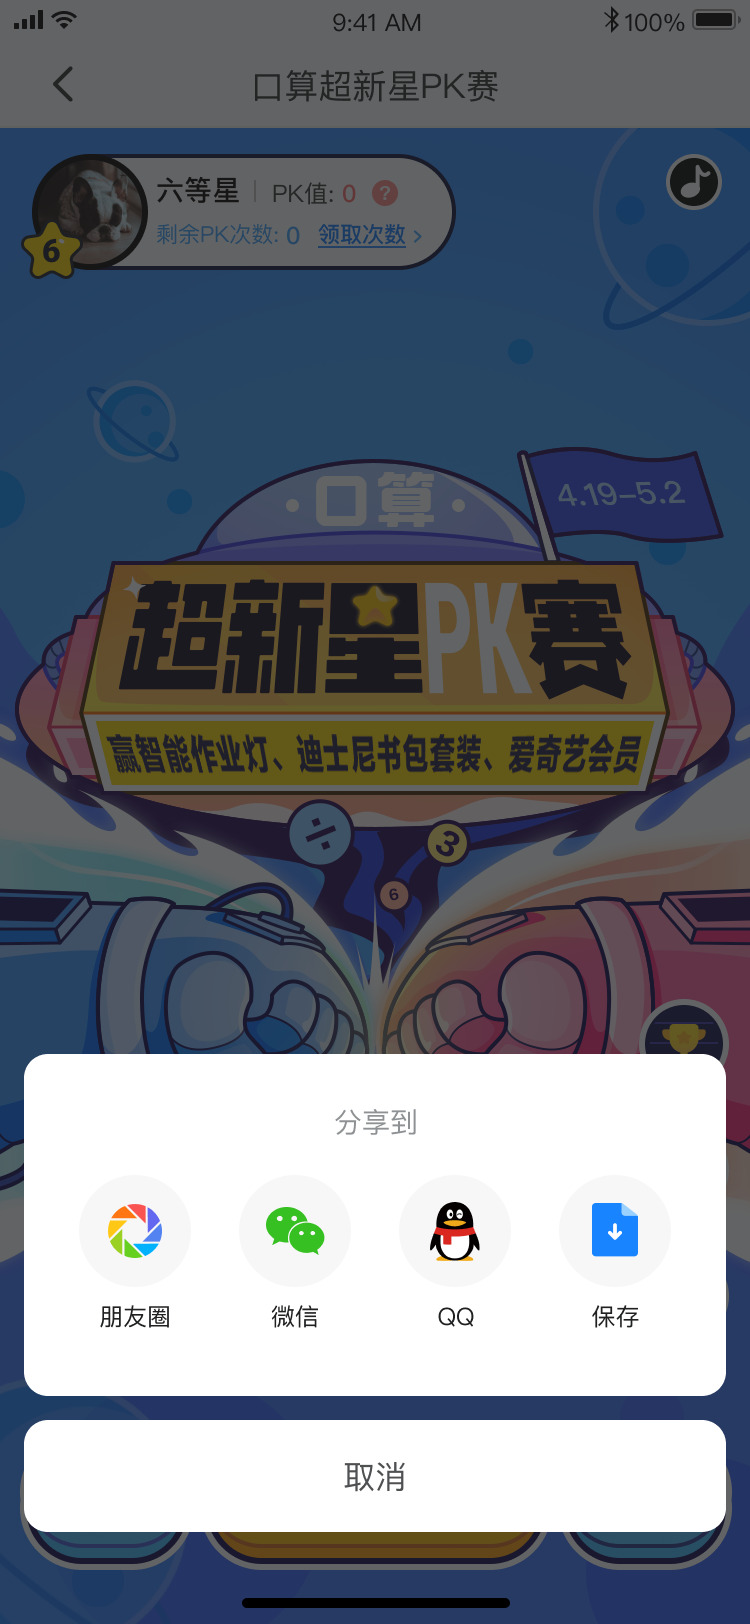 9:41 AM
100%
口算超新星PK赛
六等星 | PK值: 0 ?
剩余PK次数: 0 领取次数 >
6
4.19-5.2
·口算·
超新星PK赛
赢智能作业灯、迪士尼书包套装、爱奇艺会员
÷
3
6
分享到
朋友圈
微信
QQ
保存
取消